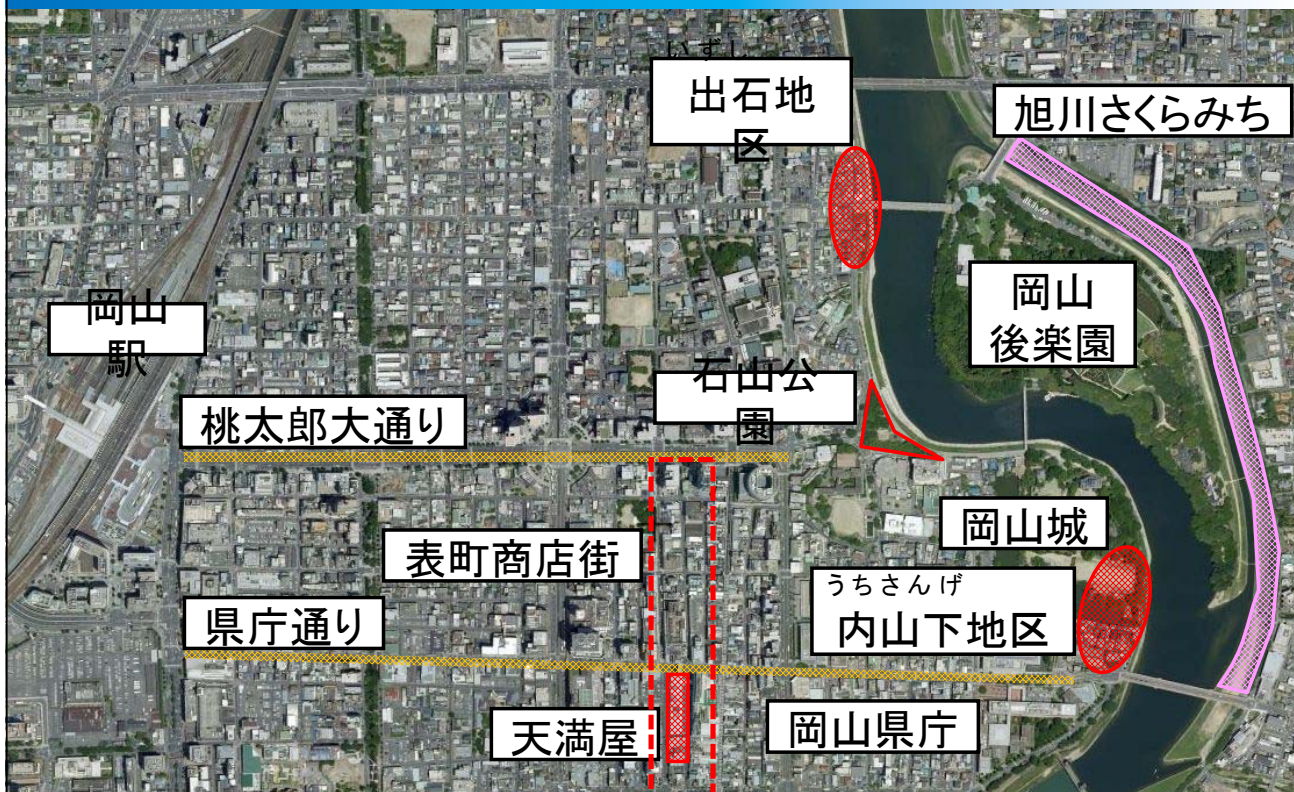 いずし
出石地
区
旭川さくらみち
岡山
後楽園
岡山
駅
石山公
園
桃太郎大通り
岡山城
表町商店街
うちさんげ
内山下地区
県庁通り
天満屋
岡山県庁